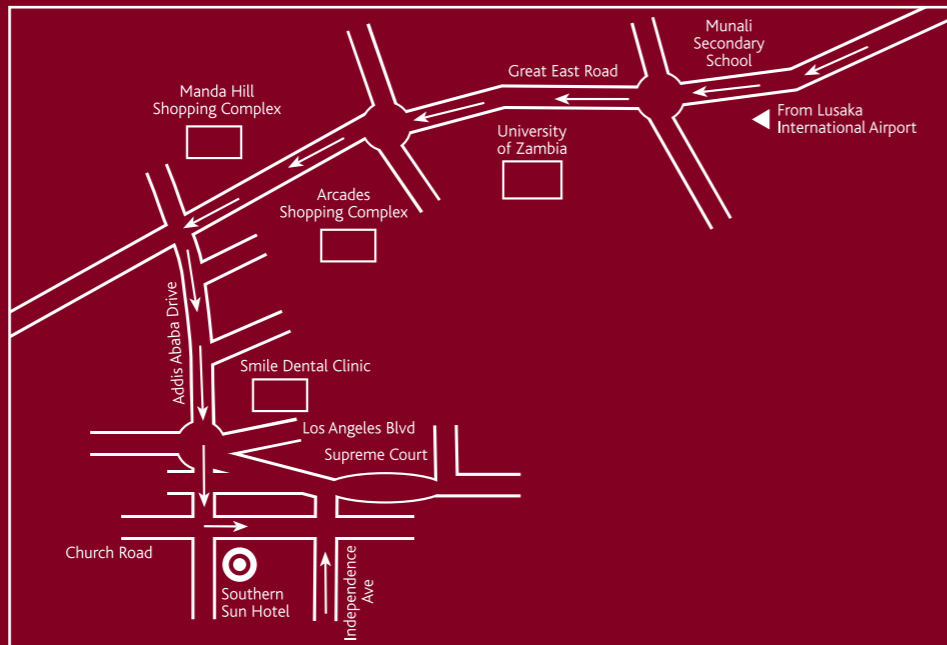 Munali
Secondary
School
Great East Road
Manda Hill
Shopping Complex
From Lusaka
International Airport
University
of Zambia
Arcades
Shopping Complex
Addis Ababa Drive
Smile Dental Clinic
Los Angeles Blvd
Supreme Court
Church Road
Southern
Sun Hotel
Independence
Ave